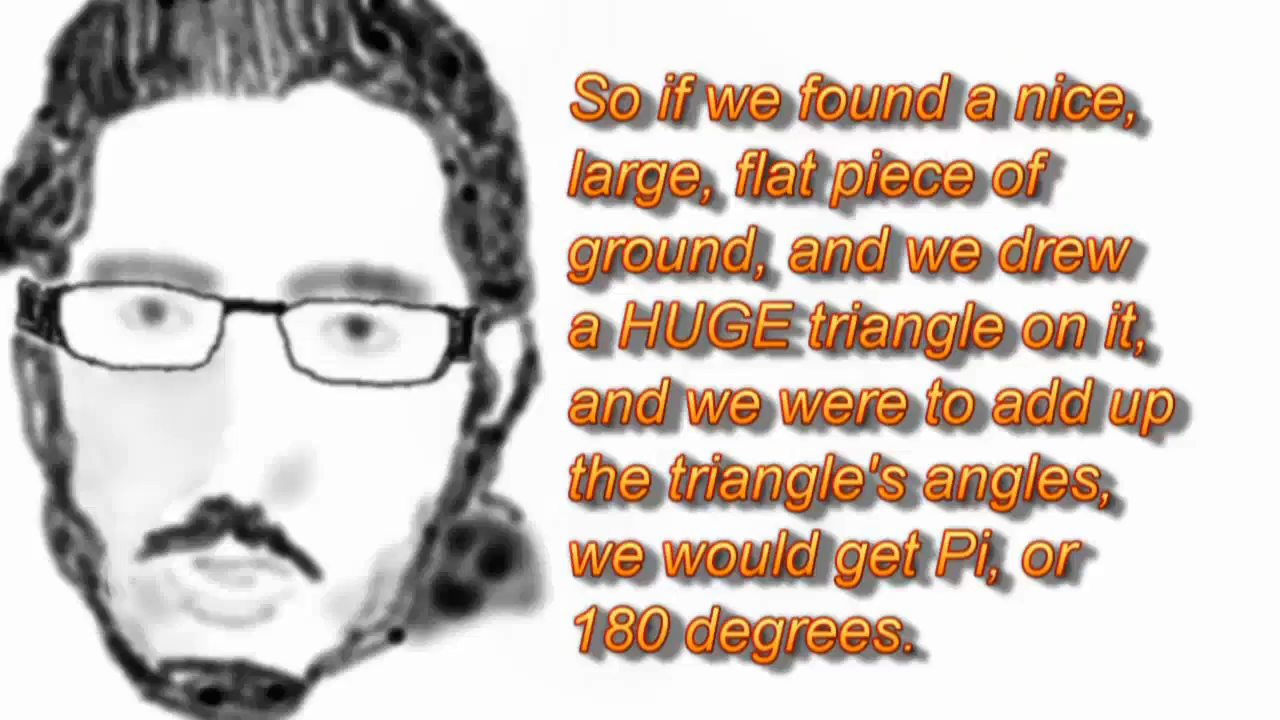 So if we found a nice,
large, flat piece of
ground, and we drew
a HUGE triangle on it,
and we were to add up
the triangle's angles,
we would get Pi, or
180 degrees.